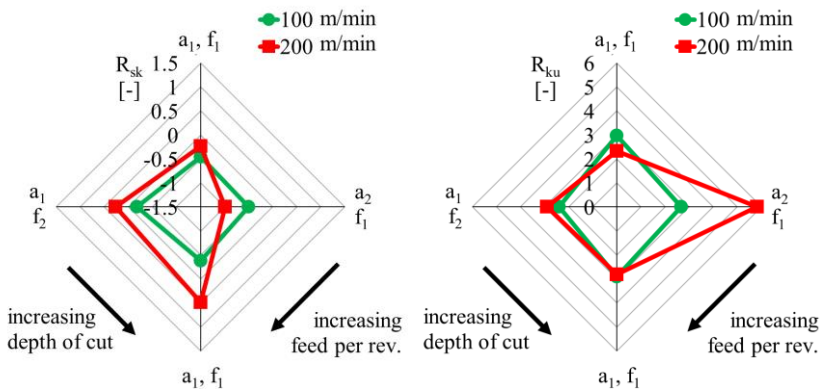 100 m/min
200 m/min
a1, f1
Rsk
[-]
1.5
1
0.5
0
-0.5
-1
-1.5
a1
f2
a2
f1
increasing
depth of cut
increasing
feed per rev.
a1, f1
100 m/min
200 m/min
a1, f1
Rku
[-]
6
5
4
3
2
1
0
a1
f2
a2
f1
increasing
depth of cut
increasing
feed per rev.
a1, f1